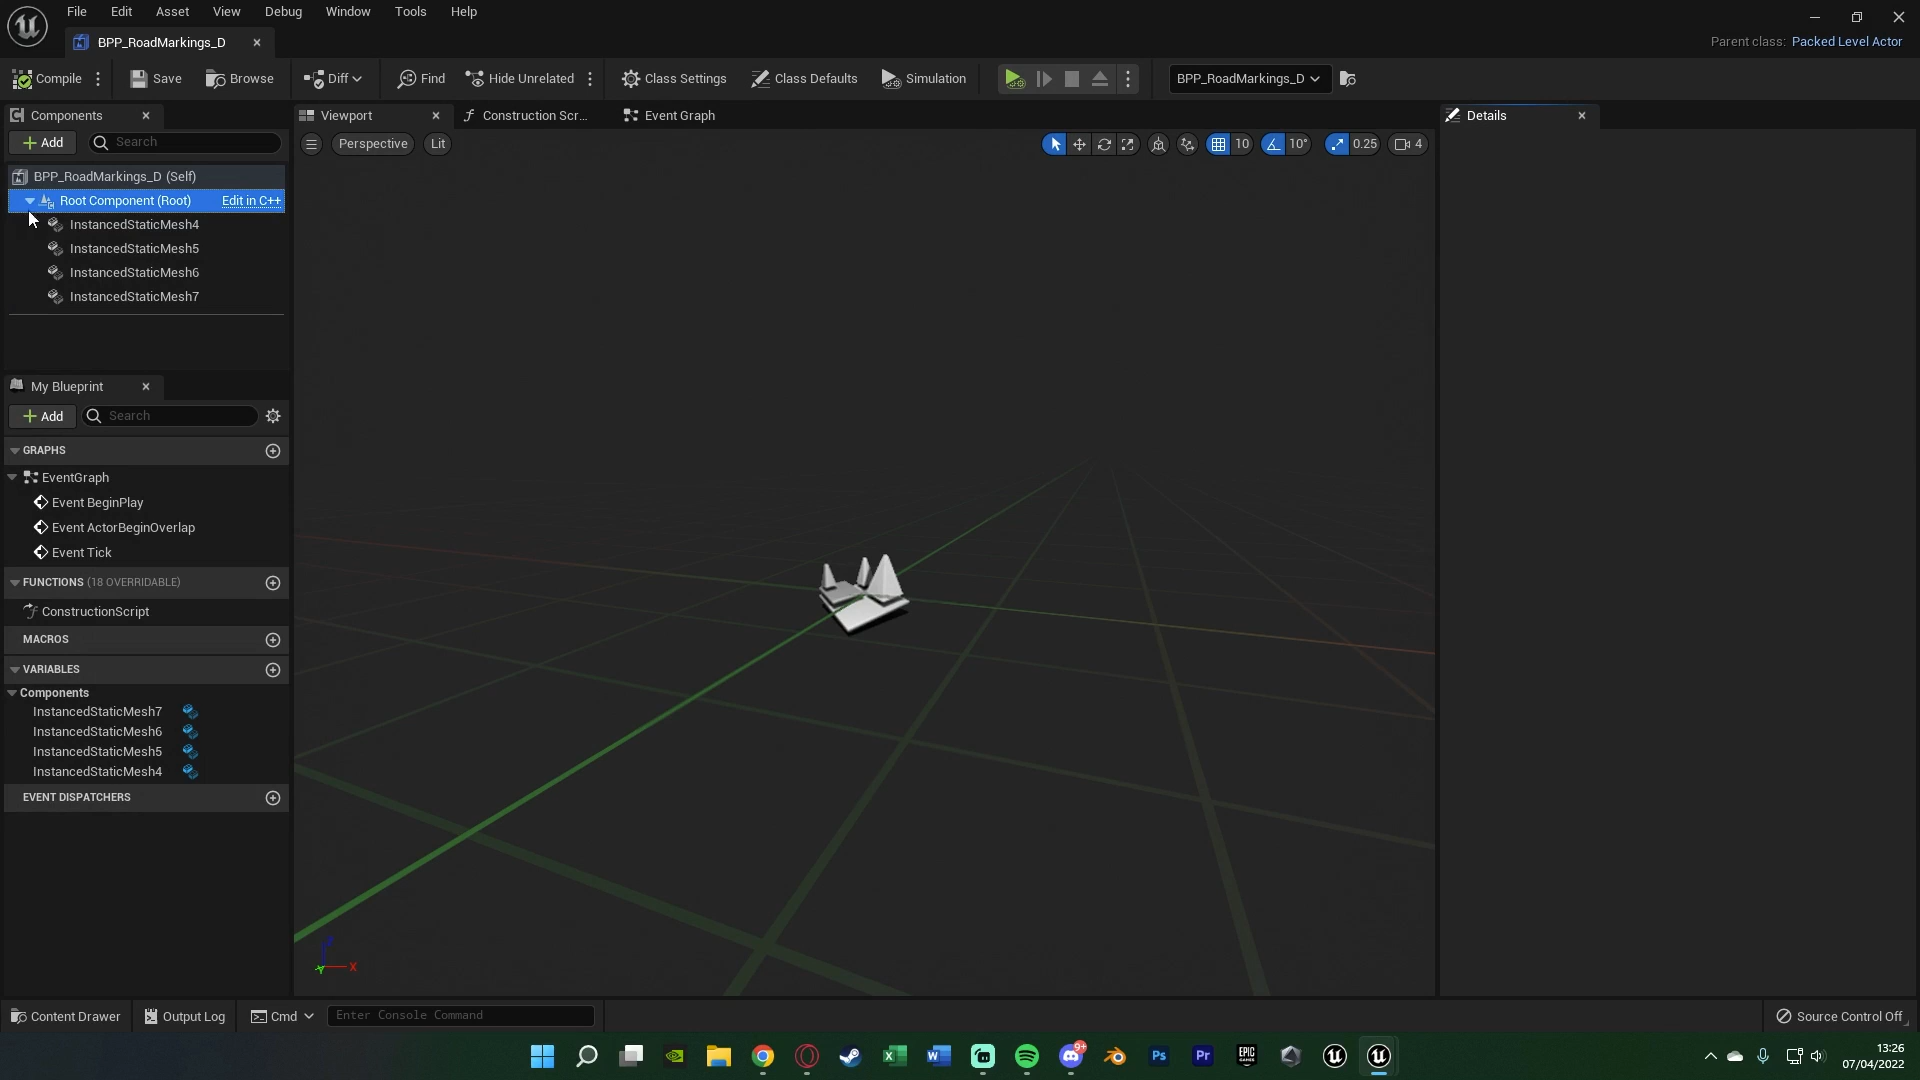 File Edit Asset View Debug Window Tools Help
BPP_RoadMarkings_D
Parent class: Packed Level Actor
Compile Save Browse Diff Find Hide Unrelated Class Settings Class Defaults Simulation BPP_RoadMarkings_D
Components
Viewport Construction Scr... Event Graph
Details
Add Search
Perspective Lit 10 10° 0.25 4
BPP_RoadMarkings_D (Self)
Root Component (Root) Edit in C++
InstancedStaticMesh4
InstancedStaticMesh5
InstancedStaticMesh6
InstancedStaticMesh7
My Blueprint
Add Search
GRAPHS
EventGraph
Event BeginPlay
Event ActorBeginOverlap
Event Tick
FUNCTIONS (18 OVERRIDABLE)
ConstructionScript
MACROS
VARIABLES
Components
InstancedStaticMesh7
InstancedStaticMesh6
InstancedStaticMesh5
InstancedStaticMesh4
EVENT DISPATCHERS
Z
Y X
Content Drawer Output Log Cmd Enter Console Command Source Control Off
9+
Ps Pr EPIC GAMES
13:26
07/04/2022